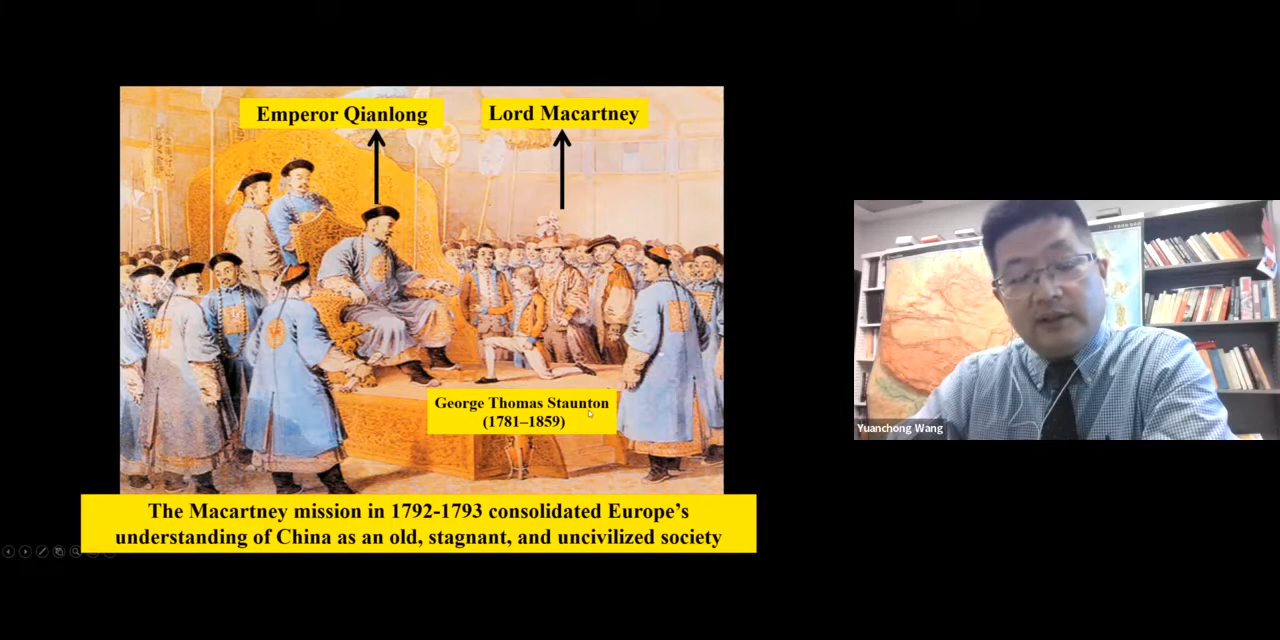 Emperor Qianlong
Lord Macartney
George Thomas Staunton
(1781–1859)
The Macartney mission in 1792-1793 consolidated Europe’s
understanding of China as an old, stagnant, and uncivilized society
Yuanchong Wang